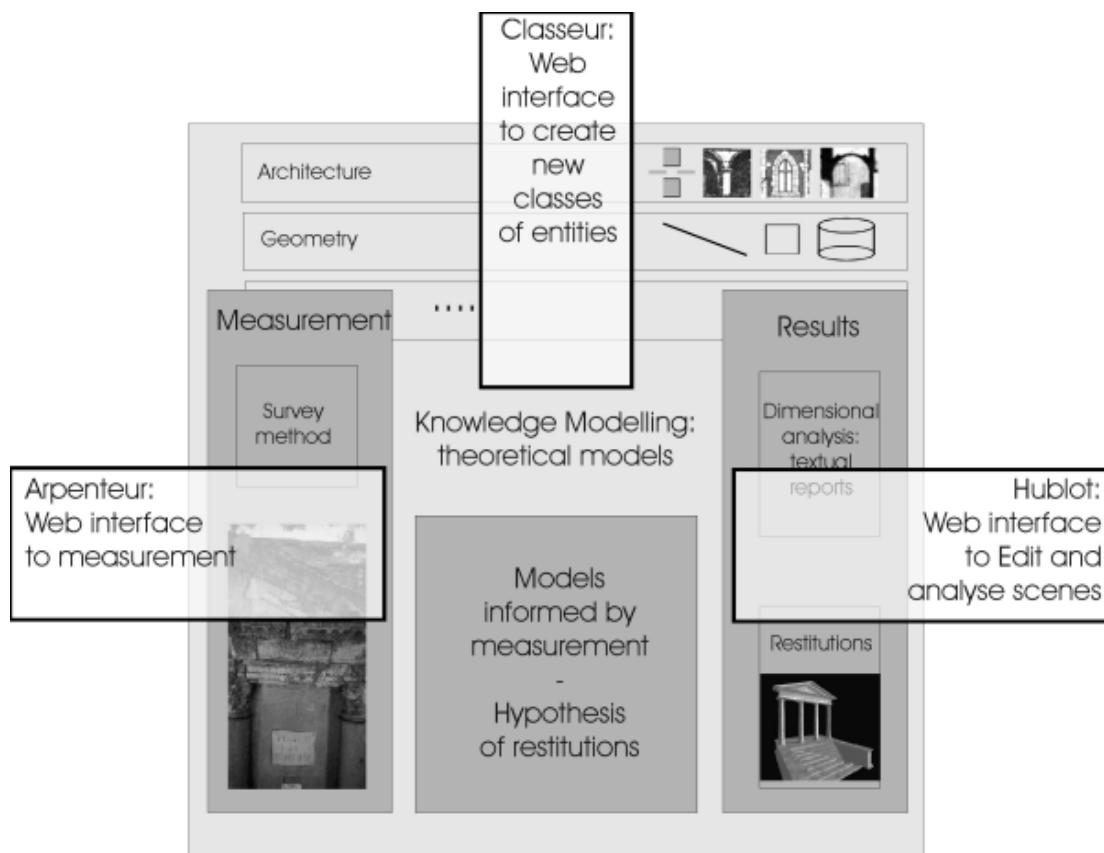 Classeur:
Web
interface
to create
new
classes
of entities
Architecture
Geometry
....
Measurement
Survey
method
Arpenteur:
Web interface
to measurement
Knowledge Modelling:
theoretical models
Models
informed by
measurement
-
Hypothesis
of restitutions
Results
Dimensional
analysis:
textual
reports
Hublot:
Web interface
to Edit and
analyse scenes
Restitutions